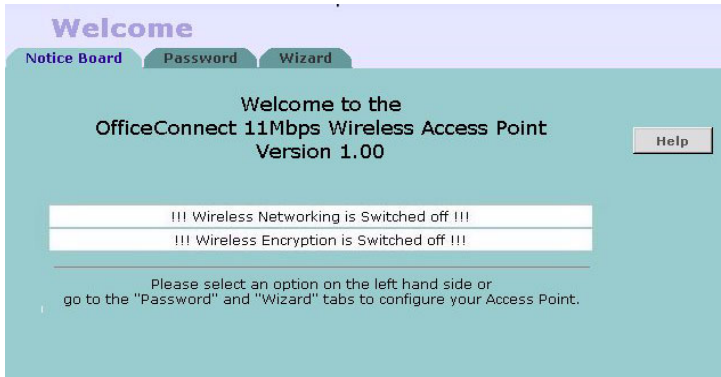 Welcome
Notice Board Password Wizard
Welcome to the
OfficeConnect 11Mbps Wireless Access Point
Version 1.00
Help
!!! Wireless Networking is Switched off !!!
!!! Wireless Encryption is Switched off !!!
Please select an option on the left hand side or
go to the "Password" and "Wizard" tabs to configure your Access Point.